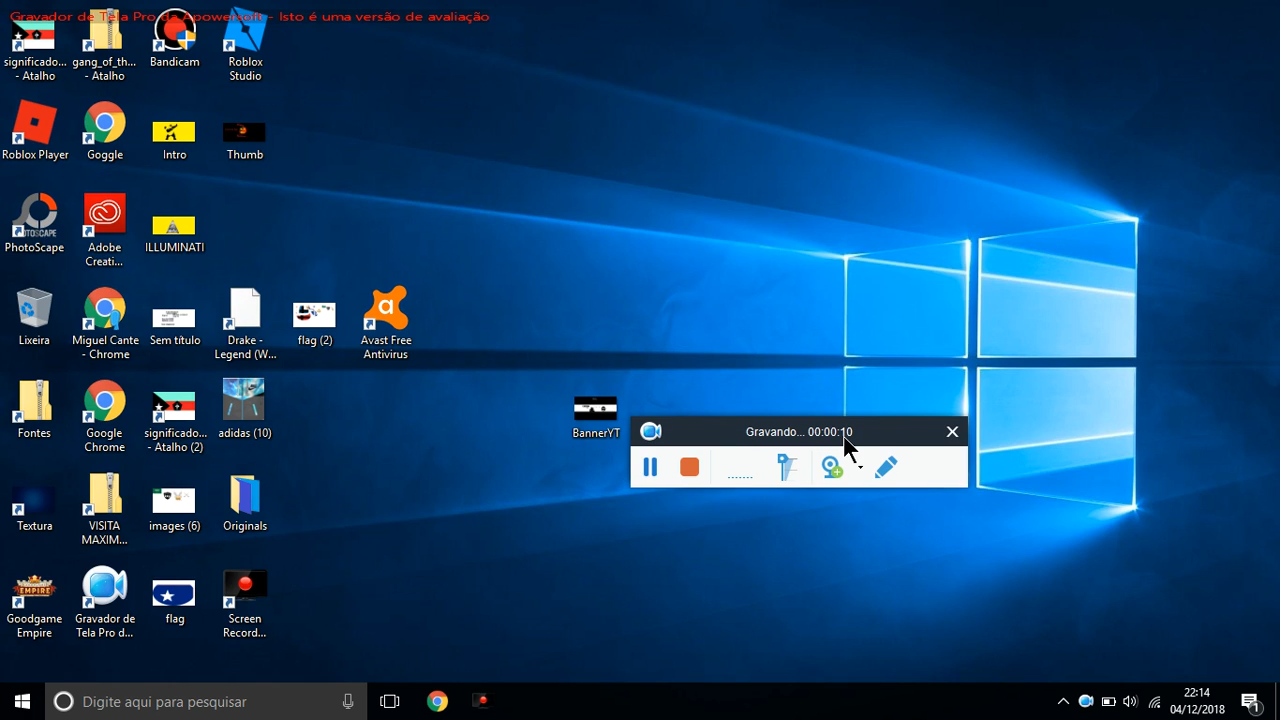 Gravador de Tela Pro da Apowersoft - Isto é uma versão de avaliação
significado...
- Atalho
gang_of_th...
- Atalho
Bandicam
Roblox
Studio
Roblox Player
Goggle
Intro
Thumb
PhotoScape
Adobe
Creati...
ILLUMINATI
Lixeira
Miguel Cante
- Chrome
Sem título
Drake -
Legend (W...
flag (2)
Avast Free
Antivirus
Fontes
Google
Chrome
significado...
- Atalho (2)
adidas (10)
BannerYT
Gravando... 00:00:10
Textura
VISITA
MAXIM...
images (6)
Originals
Goodgame
Empire
Gravador de
Tela Pro d...
flag
Screen
Record...
Digite aqui para pesquisar
22:14
04/12/2018
1